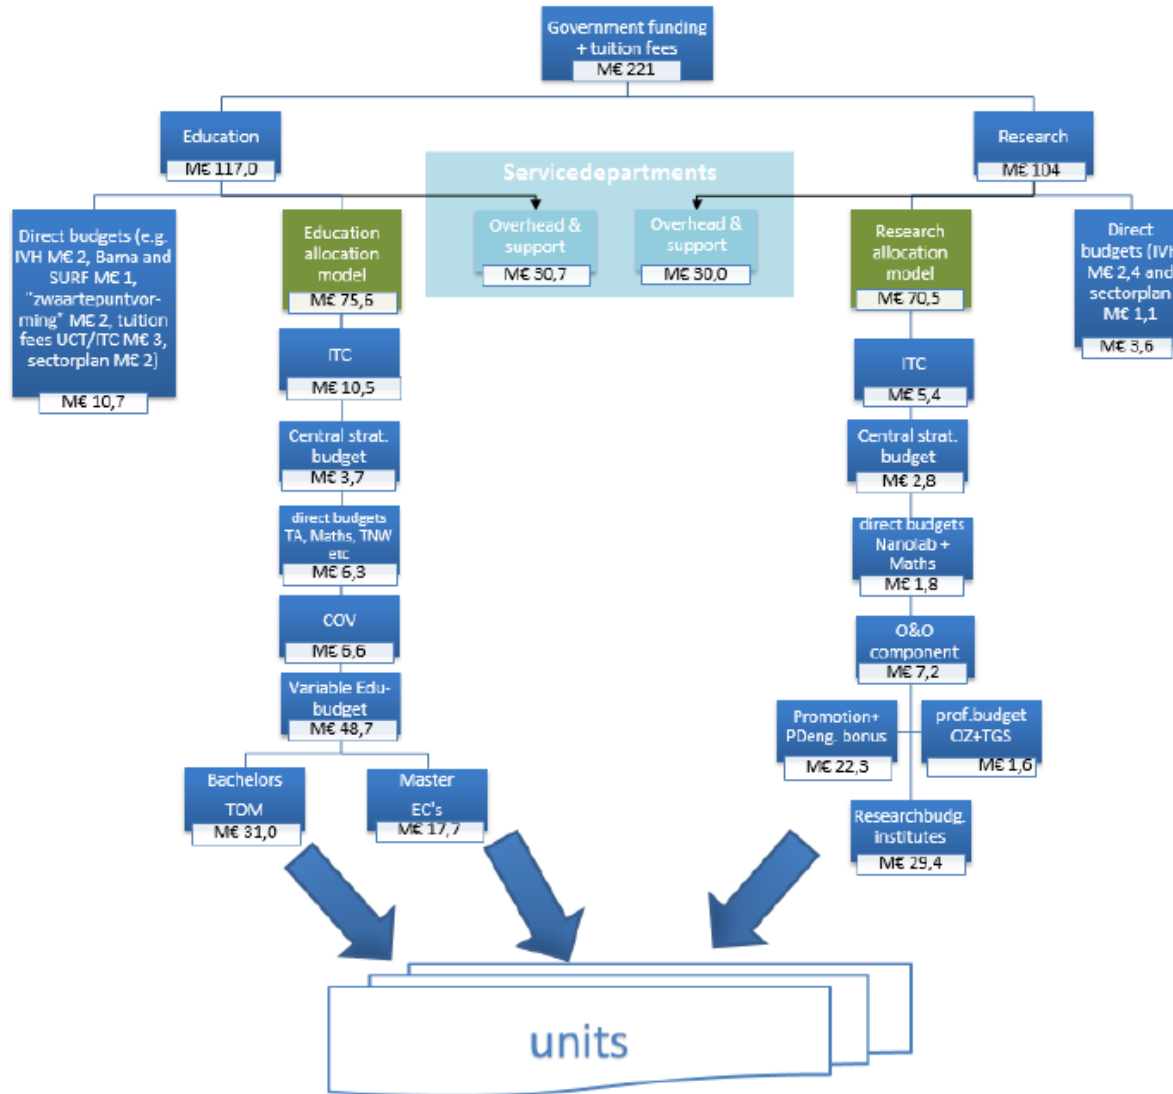 Government funding
+ tuition fees
M€ 221
Education
M€ 117,0
Research
M€ 104
Servicedepartments
Overhead &
support
M€ 30,7
Overhead &
support
M€ 30,0
Direct budgets (e.g.
IVH M€ 2, Bama and
SURF M€ 1,
"zwaartepuntvor-
ming" M€ 2, tuition
fees UCT/ITC M€ 3,
sectorplan M€ 2)
M€ 10,7
Education
allocation
model
M€ 75,6
ITC
M€ 10,5
Central strat.
budget
M€ 3,7
direct budgets
TA, Maths, TNW
etc
M€ 6,3
COV
M€ 6,6
Variable Edu-
budget
M€ 48,7
Bachelors
TOM
M€ 31,0
Master
EC's
M€ 17,7
Research
allocation
model
M€ 70,5
ITC
M€ 5,4
Central strat.
budget
M€ 2,8
direct budgets
Nanolab +
Maths
M€ 1,8
O&O
component
M€ 7,2
Promotion+
PDeng. bonus
M€ 22,3
prof.budget
OZ+TGS
M€ 1,6
Researchbudg.
institutes
M€ 29,4
Direct
budgets (IVH
M€ 2,4 and
sectorplan
M€ 1,1
M€ 3,6
units